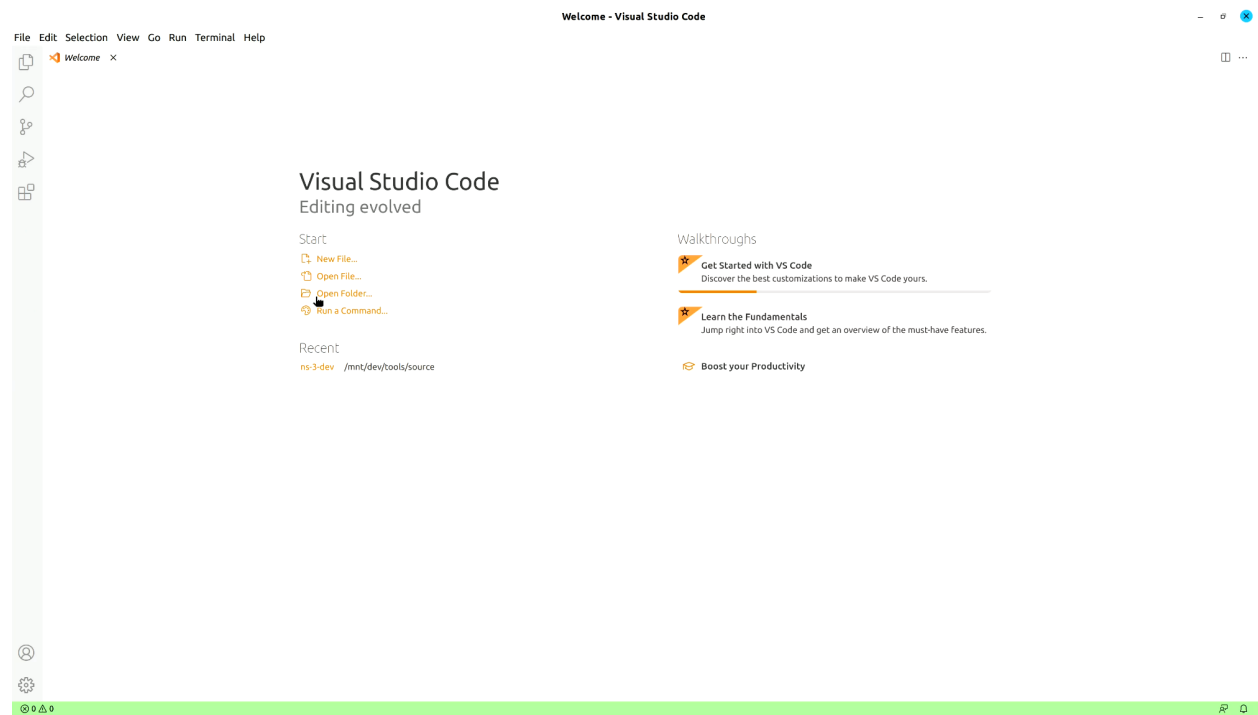 Welcome - Visual Studio Code
File Edit Selection View Go Run Terminal Help
Welcome
Visual Studio Code
Editing evolved
Start
New File...
Open File...
Open Folder...
Run a Command...
Recent
ns-3-dev /mnt/dev/tools/source
Walkthroughs
Get Started with VS Code
Discover the best customizations to make VS Code yours.
Learn the Fundamentals
Jump right into VS Code and get an overview of the must-have features.
Boost your Productivity
0 0